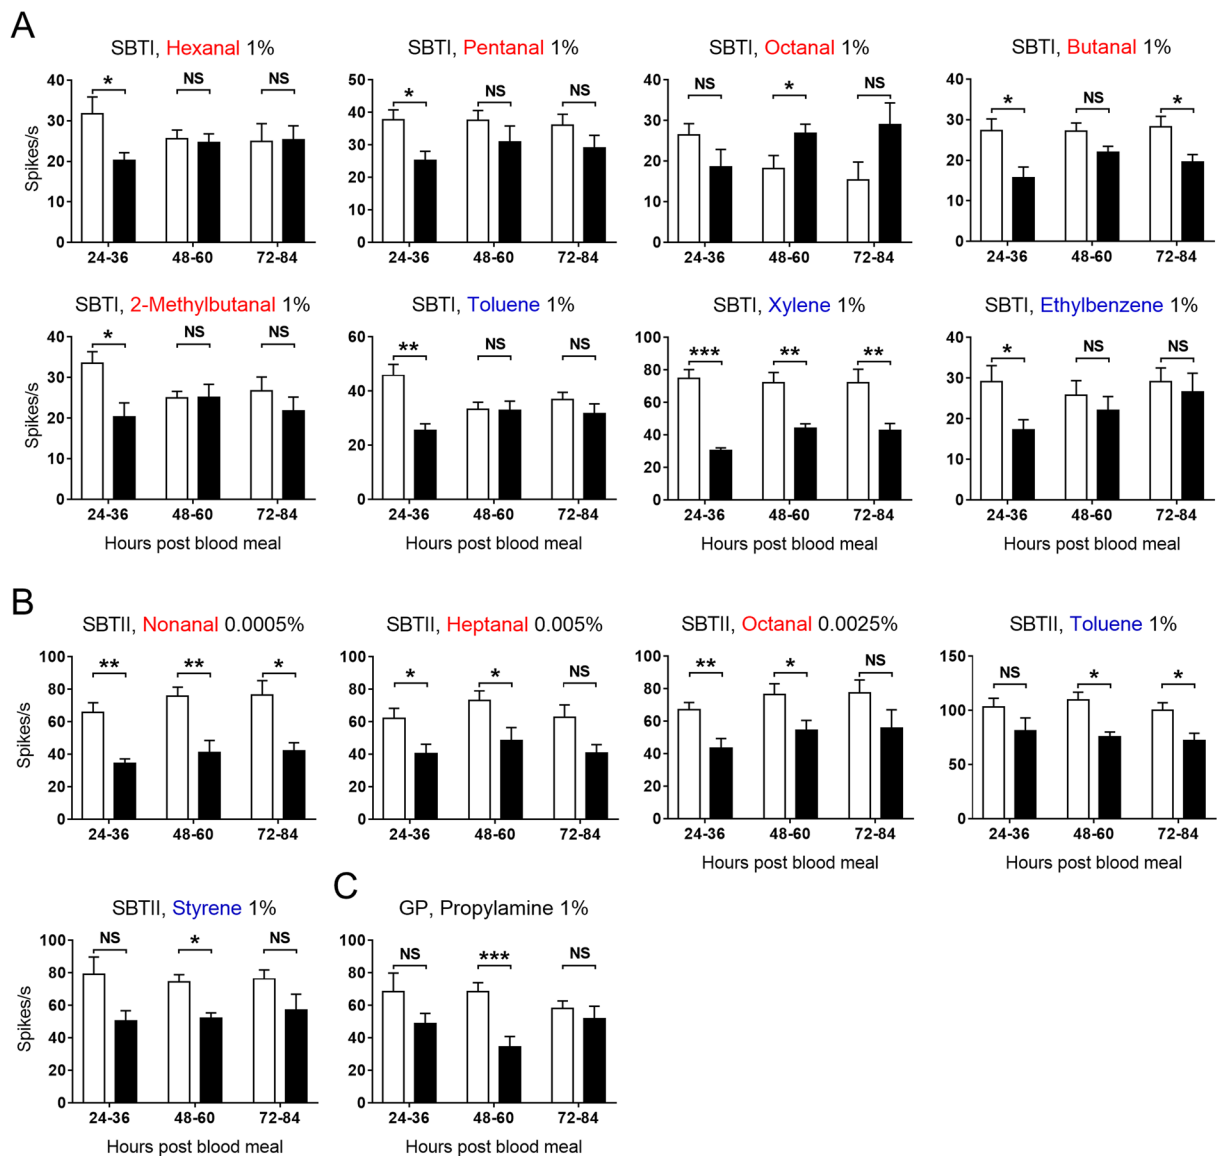 A
SBTI, Hexanal 1%
Spikes/s
40
30
20
10
0
*
NS
NS
24-36
48-60
72-84
SBTI, Pentanal 1%
50
40
30
20
10
0
*
NS
NS
24-36
48-60
72-84
SBTI, Octanal 1%
40
30
20
10
0
NS
*
NS
24-36
48-60
72-84
SBTI, Butanal 1%
40
30
20
10
0
*
NS
*
24-36
48-60
72-84
SBTI, 2-Methylbutanal 1%
Spikes/s
40
30
20
10
0
*
NS
NS
24-36
48-60
72-84
Hours post blood meal
SBTI, Toluene 1%
60
40
20
0
**
NS
NS
24-36
48-60
72-84
Hours post blood meal
SBTI, Xylene 1%
100
80
60
40
20
0
***
**
**
24-36
48-60
72-84
Hours post blood meal
SBTI, Ethylbenzene 1%
40
30
20
10
0
*
NS
NS
24-36
48-60
72-84
Hours post blood meal
B
SBTII, Nonanal 0.0005%
Spikes/s
100
80
60
40
20
0
**
**
*
24-36
48-60
72-84
SBTII, Heptanal 0.005%
100
80
60
40
20
0
*
*
NS
24-36
48-60
72-84
SBTII, Octanal 0.0025%
100
80
60
40
20
0
**
*
NS
24-36
48-60
72-84
Hours post blood meal
SBTII, Toluene 1%
150
100
50
0
NS
*
*
24-36
48-60
72-84
Hours post blood meal
SBTII, Styrene 1%
Spikes/s
100
80
60
40
20
0
NS
*
NS
24-36
48-60
72-84
Hours post blood meal
C
GP, Propylamine 1%
100
80
60
40
20
0
NS
***
NS
24-36
48-60
72-84
Hours post blood meal